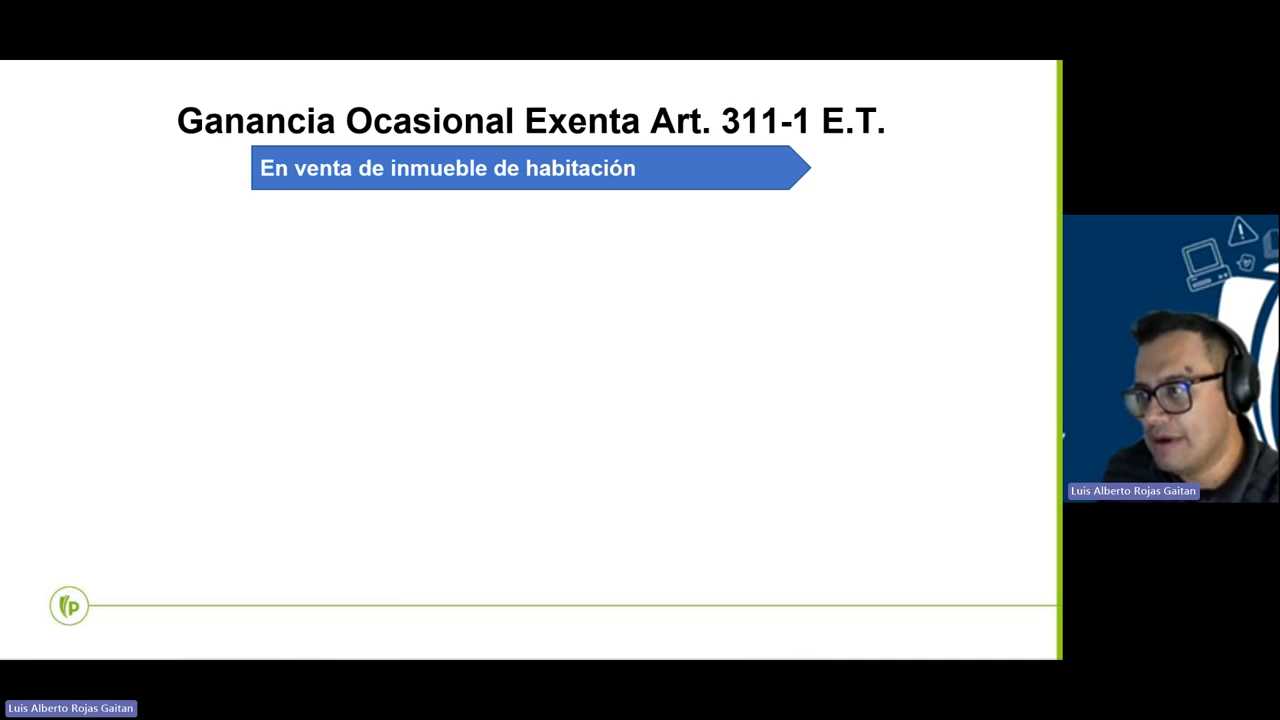 Ganancia Ocasional Exenta Art. 311-1 E.T.
En venta de inmueble de habitación
P
Luis Alberto Rojas Gaitan
Luis Alberto Rojas Gaitan